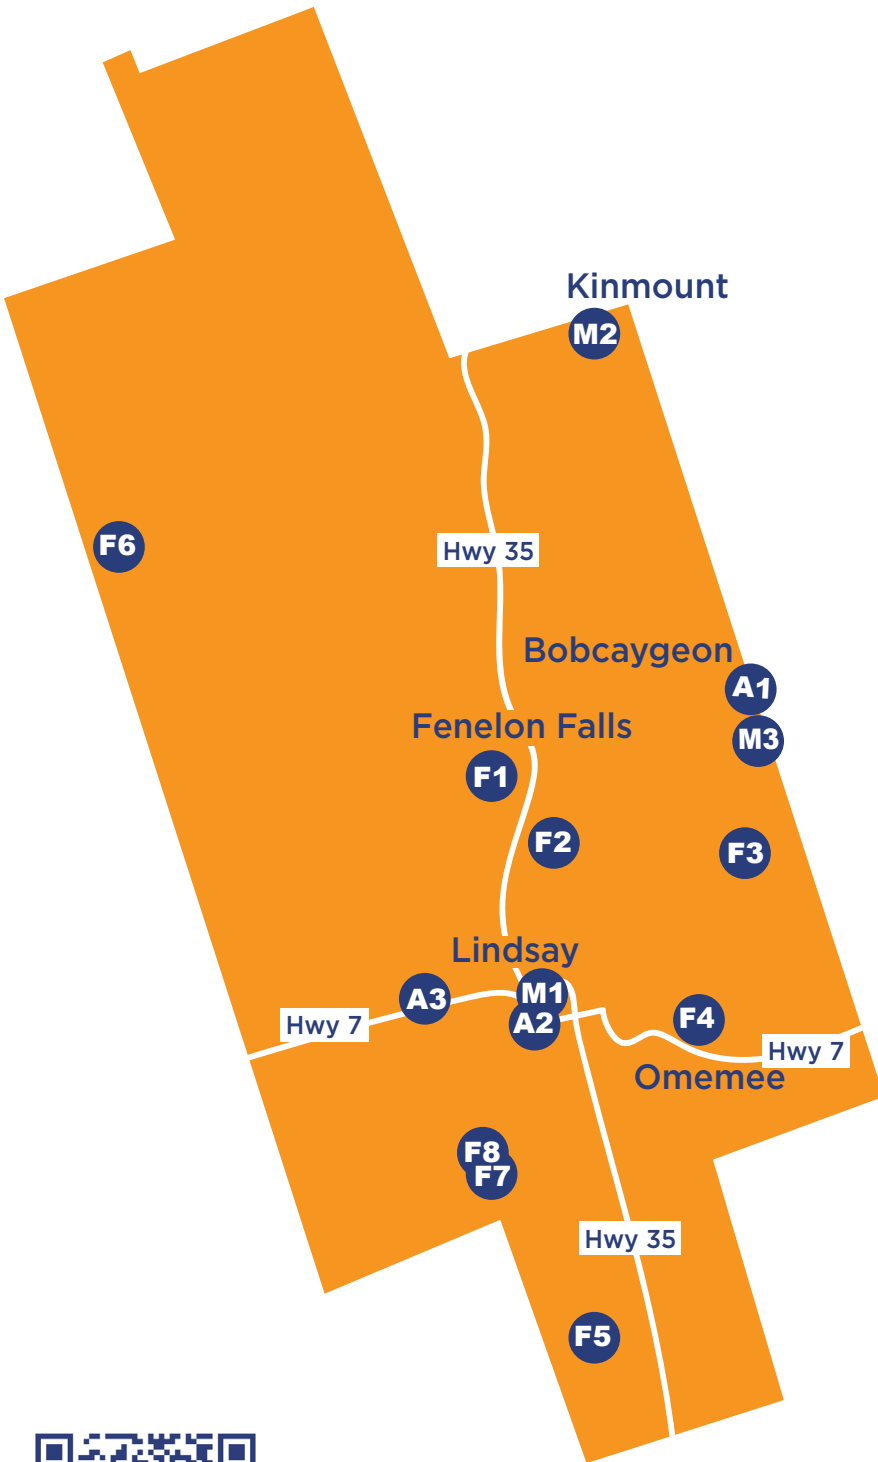 Kinmount
M2
F6
Hwy 35
Bobcaygeon
A1
Fenelon Falls
M3
F1
F2
F3
Lindsay
A3
M1
A2
F4
Hwy 7
Hwy 7
Omemee
F8
F7
Hwy 35
F5